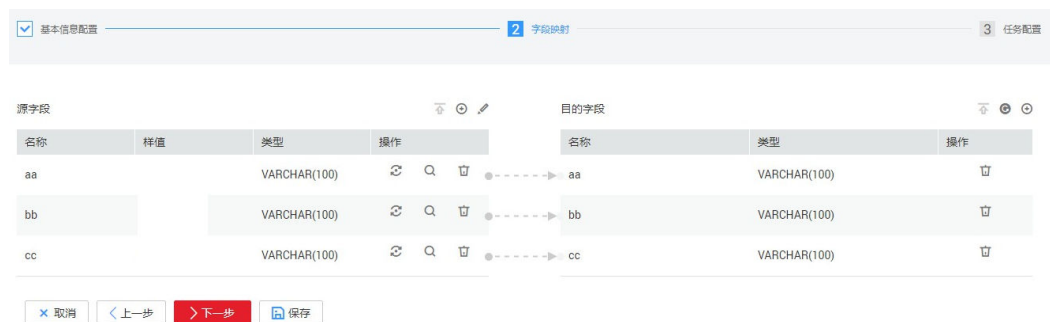 基本信息配置 2 字段映射 3 任务配置
源字段 目的字段
名称 样值 类型 操作 名称 类型 操作
aa VARCHAR(100) aa VARCHAR(100)
bb VARCHAR(100) bb VARCHAR(100)
cc VARCHAR(100) cc VARCHAR(100)
取消 上一步 下一步 保存